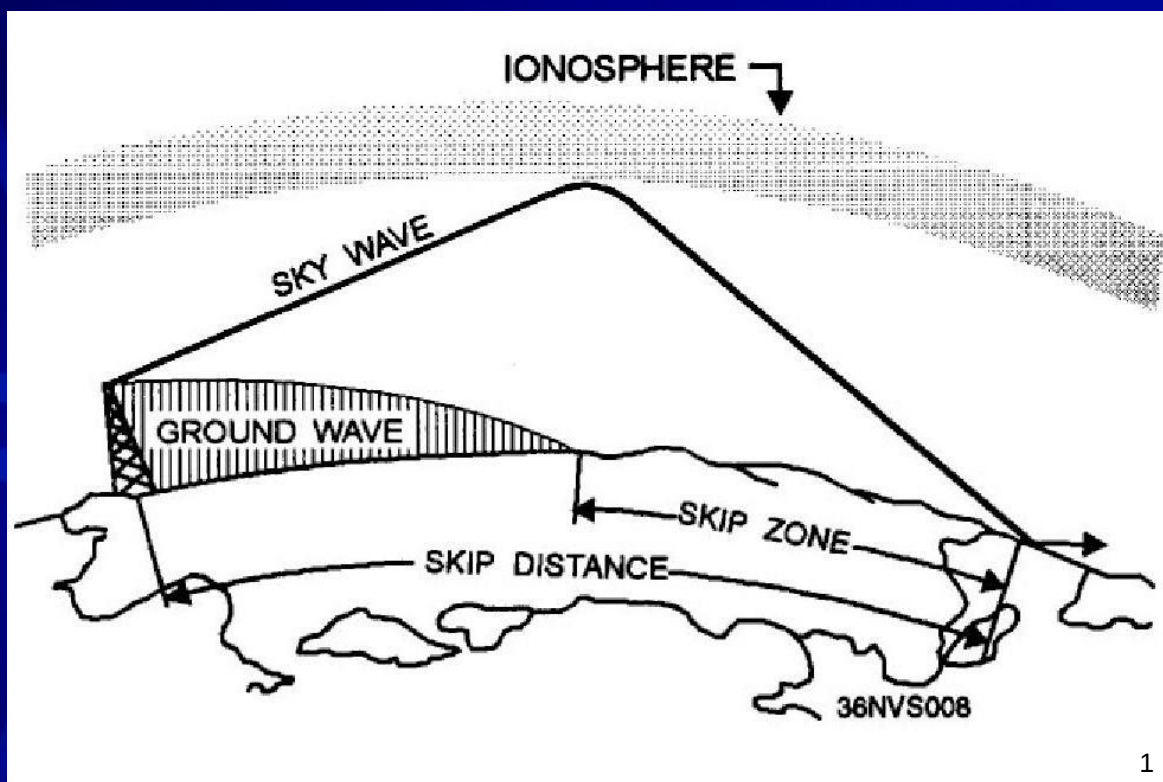 IONOSPHERE
SKY WAVE
GROUND WAVE
SKIP ZONE
SKIP DISTANCE
36NVS008
1